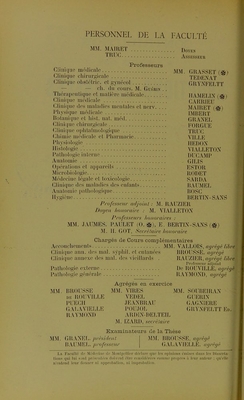 PERSONNEL DE LA FACULTÉ
MM. MAIRET Doyen
TRUC Assesseur
Professeurs
Clinique médicale MM. GRASSET (✻)
Clinique chirurgicale TEDENAT
Clinique obstétric. et gynécol GRYNFELTT
— ch. du cours, M. Guérin
Thérapeutique et matière médicale HAMELIN (✻)
Clinique médicale CARRIEU
Clinique des maladies mentales et nerv. MAIRET (✻)
Physique médicale IMBERT
Botanique et hist. nat. méd. GRANEL
Clinique chirurgicale FORGUE
Clinique ophtalmologique TRUC
Chimie médicale et Pharmacie VILLE
Physiologie HEDON
Histologie VIALLETON
Pathologie interne DUCAMP
Anatomie GILIS
Opérations et appareils ESTOR
Microbiologie RODET
Médecine légale et toxicologie SARDA
Clinique des maladies des enfants BAUMEL
Anatomie pathologique BOSC
Hygiène BERTIN-SANS
Professeur adjoint : M. RAUZIER
Doyen honoraire : M. VIALLETON
Professeurs honoraires :
MM. JAUMES, PAULET (O. ✻), E. BERTIN-SANS (✻)
M. H. GOT, Secrétaire honoraire
Chargés de Cours complémentaires
Accouchements MM. VALLOIS, agrégé libre
Clinique ann. des mal. syphil. et cutanées BROUSSE, agrégé
Clinique annexe des mal. des vieillards RAUZIER, agrégé libre
Pathologie externe De ROUVILLE, agrégé
Pathologie générale RAYMOND, agrégé
Agrégés en exercice
MM. BROUSSE MM. VIRES MM. SOUBEIRAN
DE ROUVILLE VEDEL GUERIN
PUECH JEANBRAU GAGNIERE
GALAVIELLE POUJOL GRYNFELTT Ed.
RAYMOND ARDIN-DELTEIL
M. IZARD, secrétaire
Examinateurs de la Thèse
MM. GRANEL, président BROUSSE, agrégé
BAUMEL, professeur GALAVIELLE, agrégé
La Faculté de Médecine de Montpellier déclare que les opinions émises dans les Dissertations qui lui sont présentées doivent être considérées comme propres à leur auteur ; qu'elle n'entend leur donner ni approbation, ni improbation.